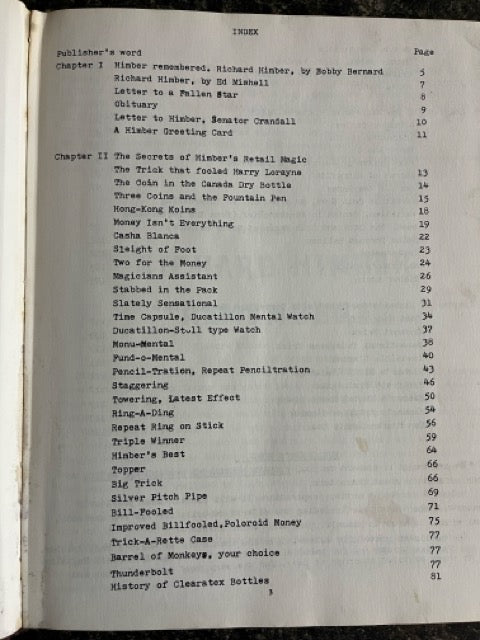 INDEX
Publisher's word Page
Chapter I Himber remembered. Richard Himber, by Bobby Bernard 5
Richard Himber, by Ed Mishell 7
Letter to a Fallen Star 8
Obituary 9
Letter to Himber, Senator Crandall 10
A Himber Greeting Card 11
Chapter II The Secrets of Himber's Retail Magic
The Trick that fooled Harry Lorayne 13
The Coin in the Canada Dry Bottle 14
Three Coins and the Fountain Pen 15
Hong-Kong Koins 18
Money Isn't Everything 19
Casha Blanca 22
Sleight of Foot 23
Two for the Money 24
Magicians Assistant 26
Stabbed in the Pack 29
Slately Sensational 31
Time Capsule, Ducatillon Mental Watch 34
Ducatillon-Stull type Watch 37
Monu-Mental 38
Fund-o-Mental 40
Pencil-Tration, Repeat Penciltration 43
Staggering 46
Towering, Latest Effect 50
Ring-A-Ding 54
Repeat Ring on Stick 56
Triple Winner 59
Himber's Best 64
Topper 66
Big Trick 66
Silver Pitch Pipe 69
Bill-Fooled 71
Improved Billfooled,Poloroid Money 75
Trick-A-Rette Case 77
Barrel of Monkeys, your choice 77
Thunderbolt 77
History of Clearatex Bottles 81
3